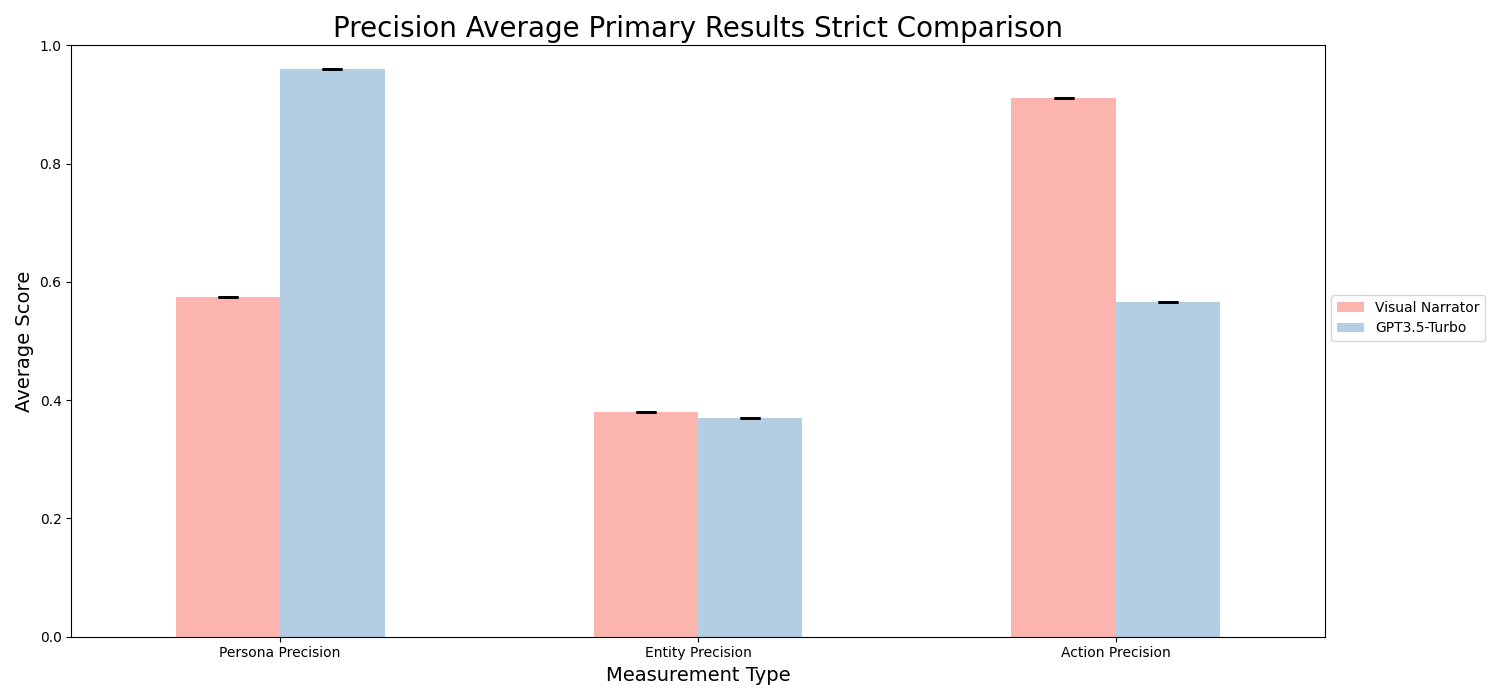 Precision Average Primary Results Strict Comparison
1.0
0.8
0.6
0.4
0.2
0.0
Average Score
Persona Precision
Entity Precision
Action Precision
Measurement Type
Visual Narrator
GPT3.5-Turbo